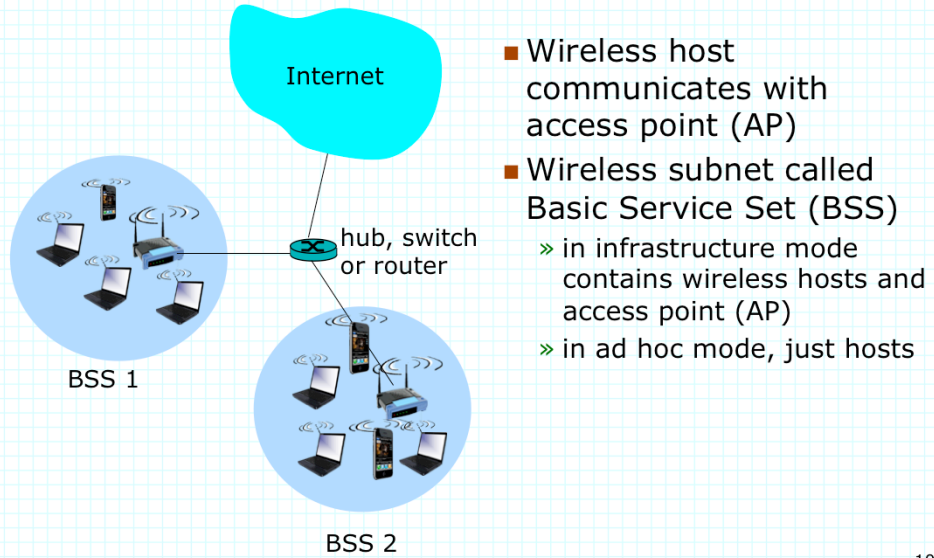 Internet
hub, switch
or router
BSS 1
BSS 2
■ Wireless host
communicates with
access point (AP)
■ Wireless subnet called
Basic Service Set (BSS)
» in infrastructure mode
contains wireless hosts and
access point (AP)
» in ad hoc mode, just hosts